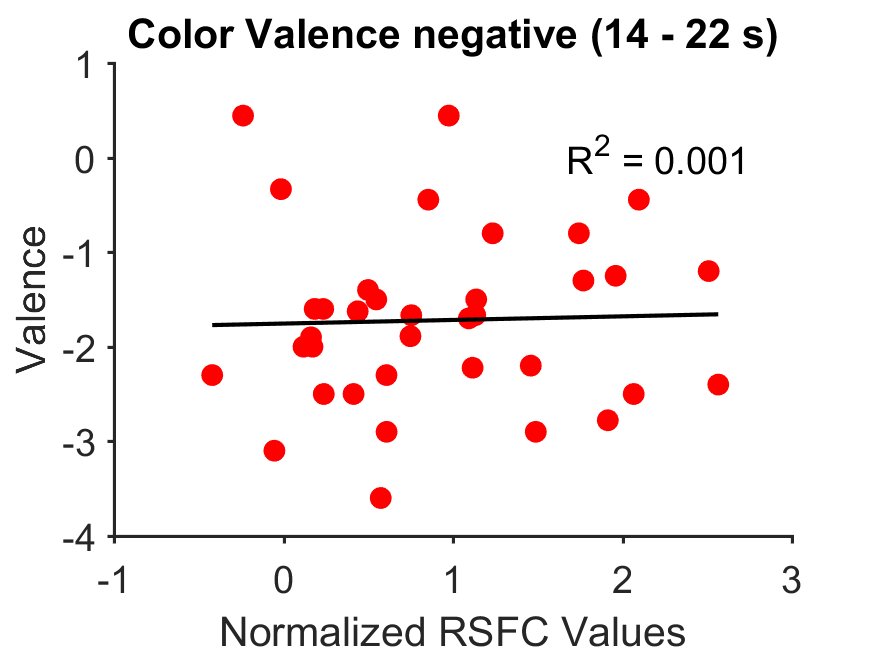 Color Valence negative (14 - 22 s)
1
0
-1
-2
-3
-4
Valence
R² = 0.001
-1 0 1 2 3
Normalized RSFC Values